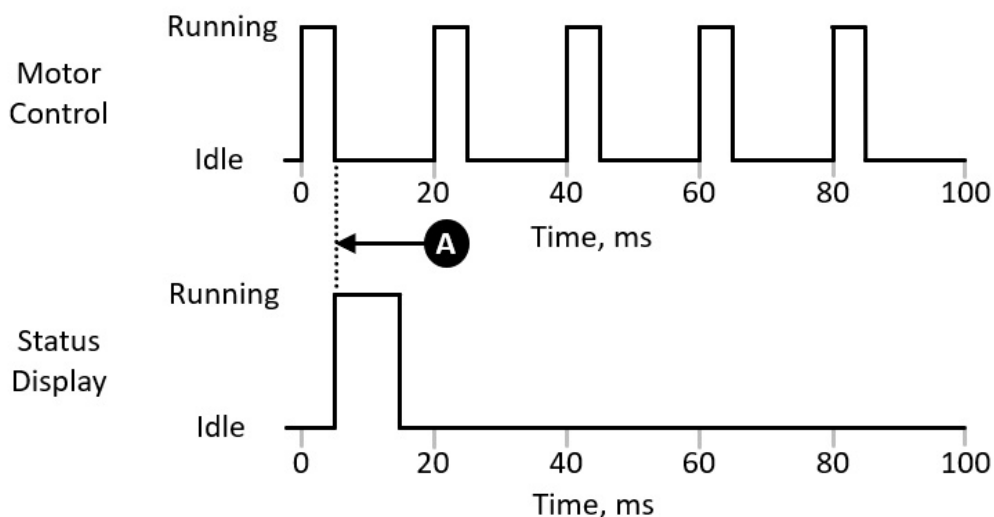 Running
Motor
Control
Idle
0 20 40 60 80 100
Time, ms
A
Running
Status
Display
Idle
0 20 40 60 80 100
Time, ms